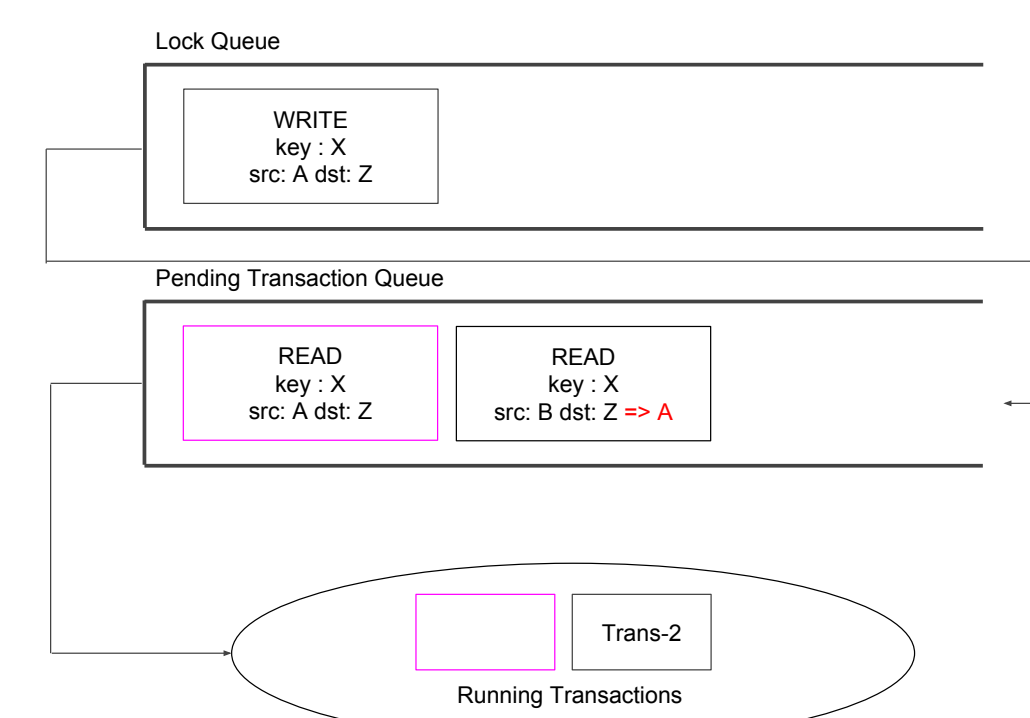 Lock Queue
WRITE
key : X
src: A dst: Z
Pending Transaction Queue
READ
key : X
src: A dst: Z
READ
key : X
src: B dst: Z => A
Trans-2
Running Transactions